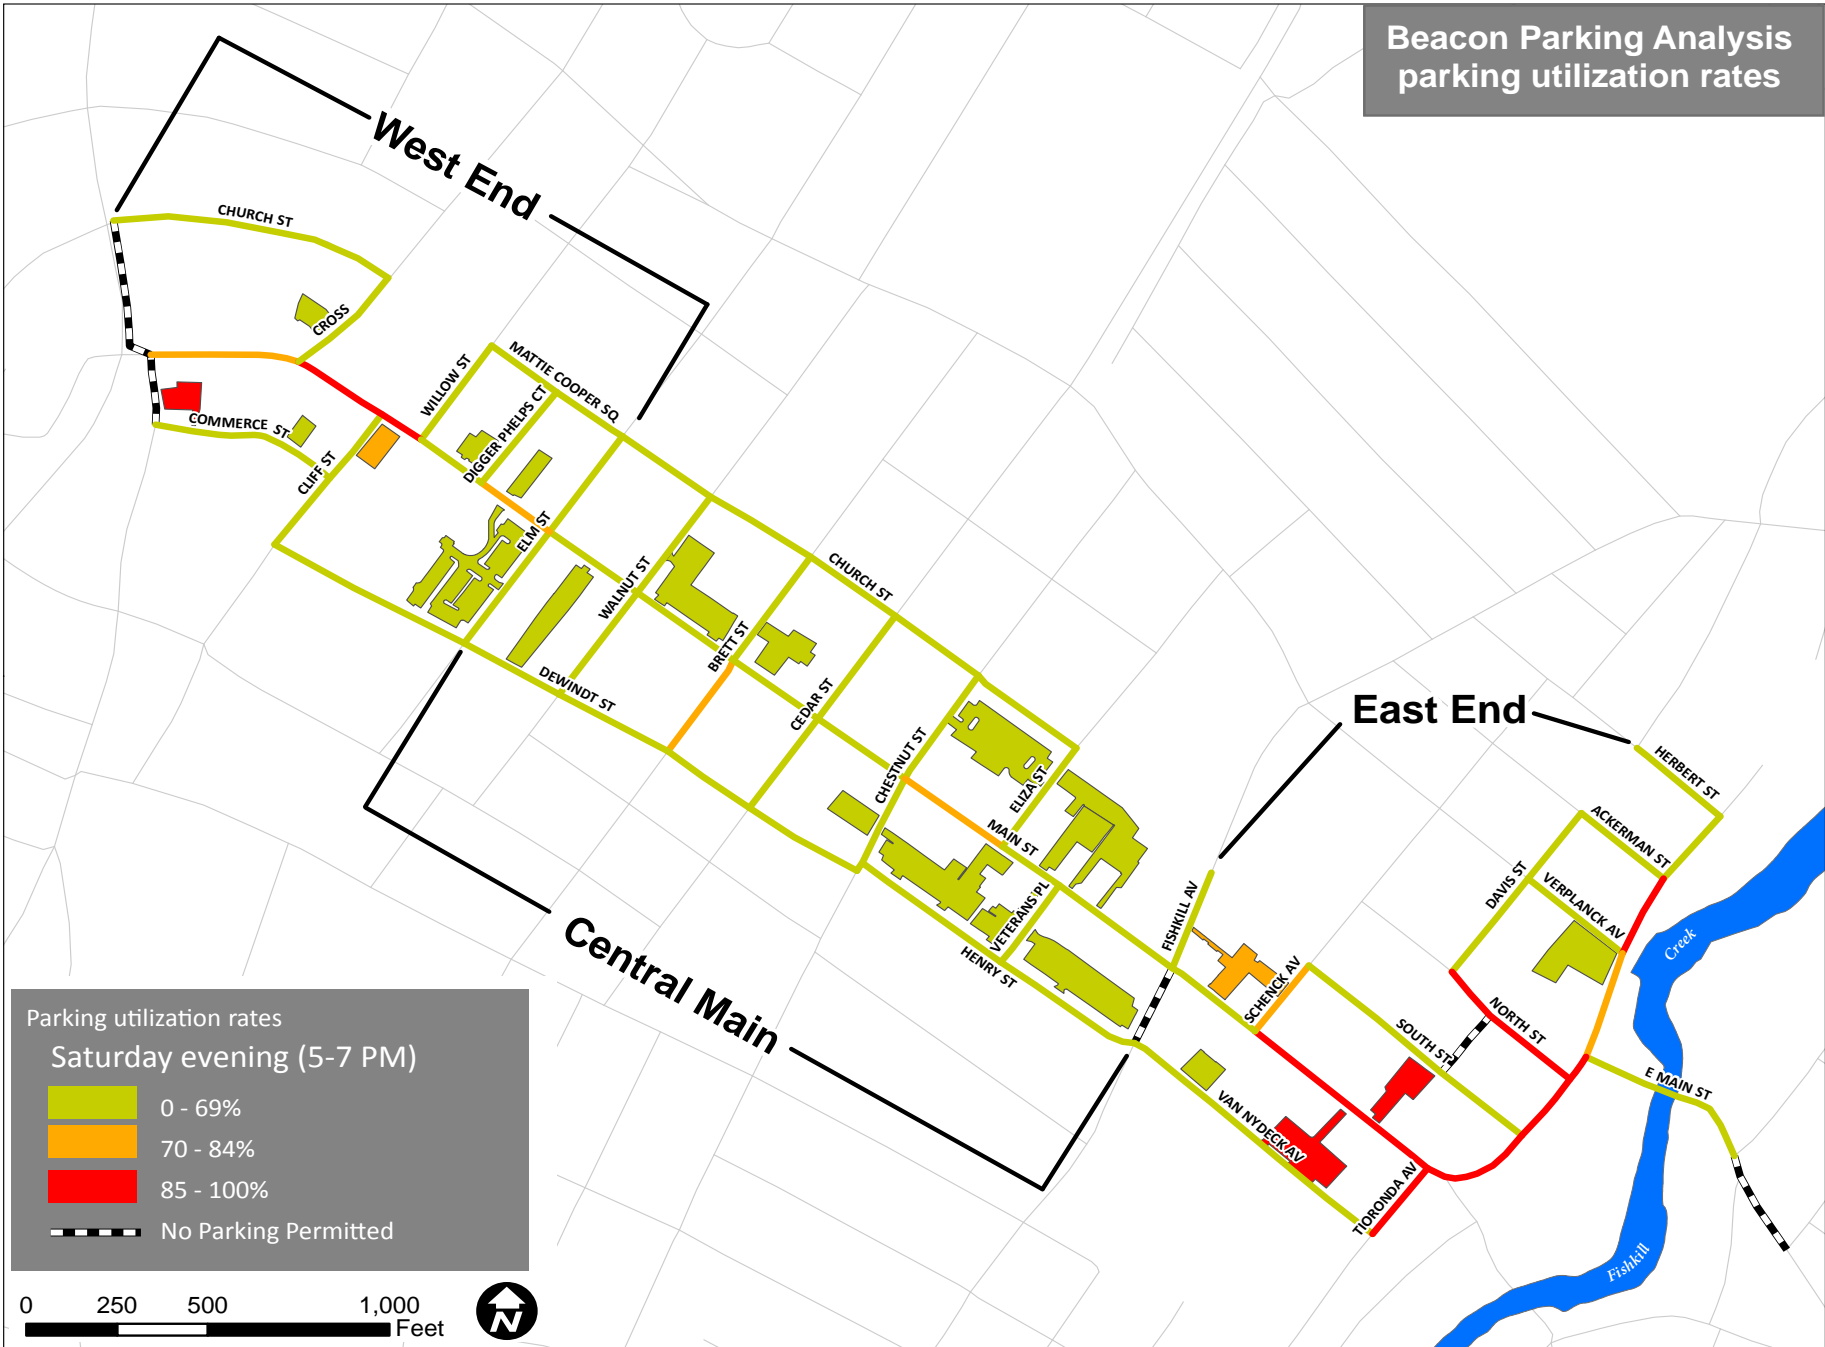 Beacon Parking Analysis
parking utilization rates
West End
CHURCH ST
CROSS
WILLOW ST
MATTIE COOPER SQ
DIGGER PHELPS CT
COMMERCE ST
CLIFF ST
ELM ST
WALNUT ST
CHURCH ST
BRETT ST
DEWINDT ST
CEDAR ST
CHESTNUT ST
ELIZA ST
MAIN ST
East End
HERBERT ST
ACKERMAN ST
DAVIS ST
VERPLANCK AV
FISHKILL AV
VETERANS PL
HENRY ST
Central Main
SCHENCK AV
NORTH ST
SOUTH ST
E MAIN ST
VAN NYDECK AV
TIORONDA AV
Creek
Fishkill
Parking utilization rates
Saturday evening (5-7 PM)
0 - 69%
70 - 84%
85 - 100%
No Parking Permitted
0 250 500 1,000
Feet
N